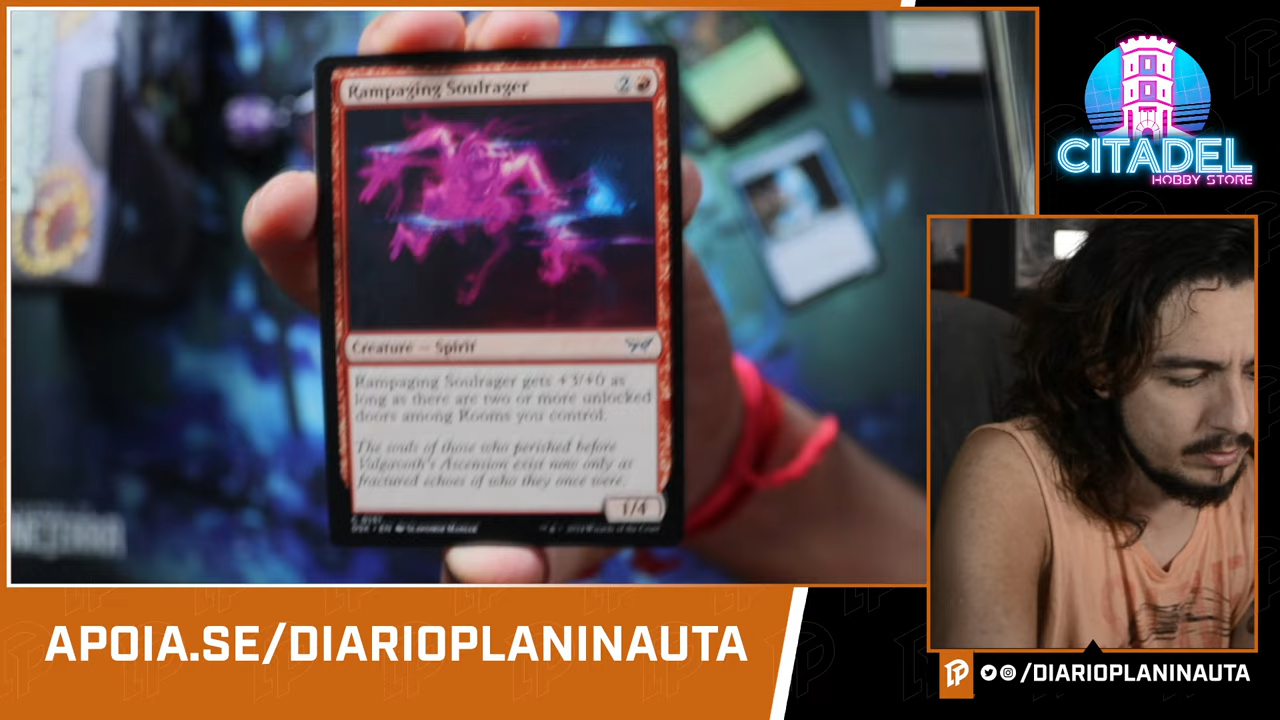 Rampaging Soulrager 2
Creature — Spirit
Rampaging Soulrager gets +3/+0 as
long as there are two or more unlocked
doors among Rooms you control.
The souls of those who perished before
Valgavoth's Ascension exist now only as
fractured echoes of who they once were.
1/4
CITADEL
HOBBY STORE
APOIA.SE/DIARIOPLANINAUTA
/DIARIOPLANINAUTA